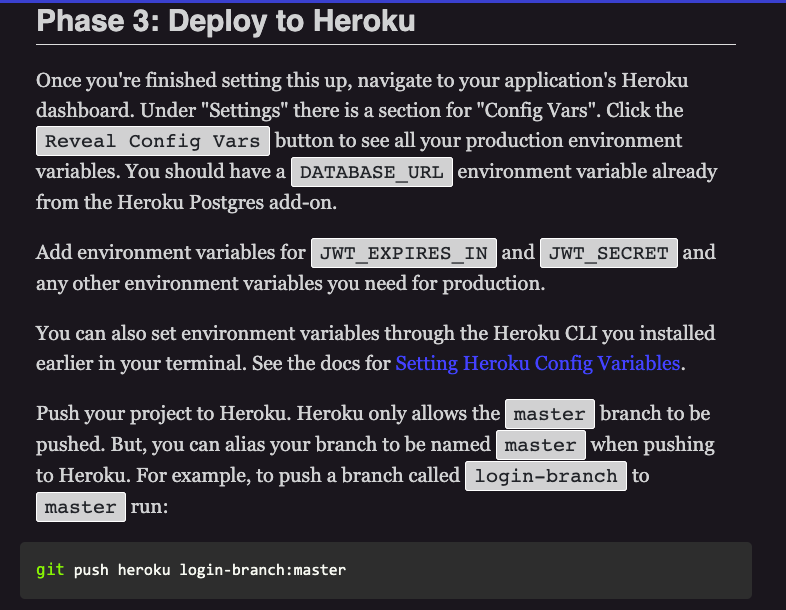 Phase 3: Deploy to Heroku
Once you're finished setting this up, navigate to your application's Heroku
dashboard. Under "Settings" there is a section for "Config Vars". Click the
Reveal Config Vars button to see all your production environment
variables. You should have a DATABASE_URL environment variable already
from the Heroku Postgres add-on.
Add environment variables for JWT_EXPIRES_IN and JWT_SECRET and
any other environment variables you need for production.
You can also set environment variables through the Heroku CLI you installed
earlier in your terminal. See the docs for Setting Heroku Config Variables.
Push your project to Heroku. Heroku only allows the master branch to be
pushed. But, you can alias your branch to be named master when pushing
to Heroku. For example, to push a branch called login-branch to
master run:
git push heroku login-branch:master